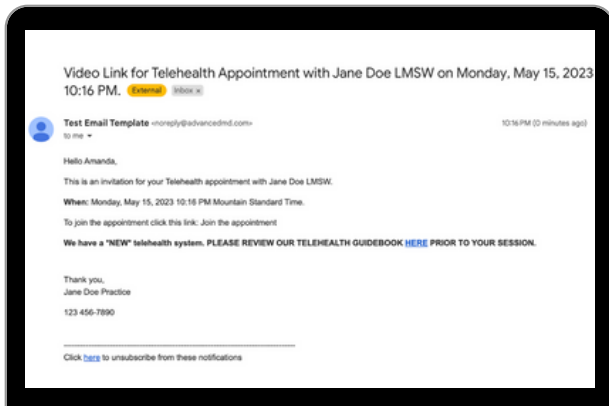 Video Link for Telehealth Appointment with Jane Doe LMSW on Monday, May 15, 2023
10:16 PM. External Inbox x
Test Email Template <noreply@advancedmd.com> 10:16 PM (0 minutes ago)
to me
Hello Amanda,
This is an invitation for your Telehealth appointment with Jane Doe LMSW.
When: Monday, May 15, 2023 10:16 PM Mountain Standard Time.
To join the appointment click this link: Join the appointment
We have a "NEW" telehealth system. PLEASE REVIEW OUR TELEHEALTH GUIDEBOOK HERE PRIOR TO YOUR SESSION.
Thank you,
Jane Doe Practice
123 456-7890
Click here to unsubscribe from these notifications